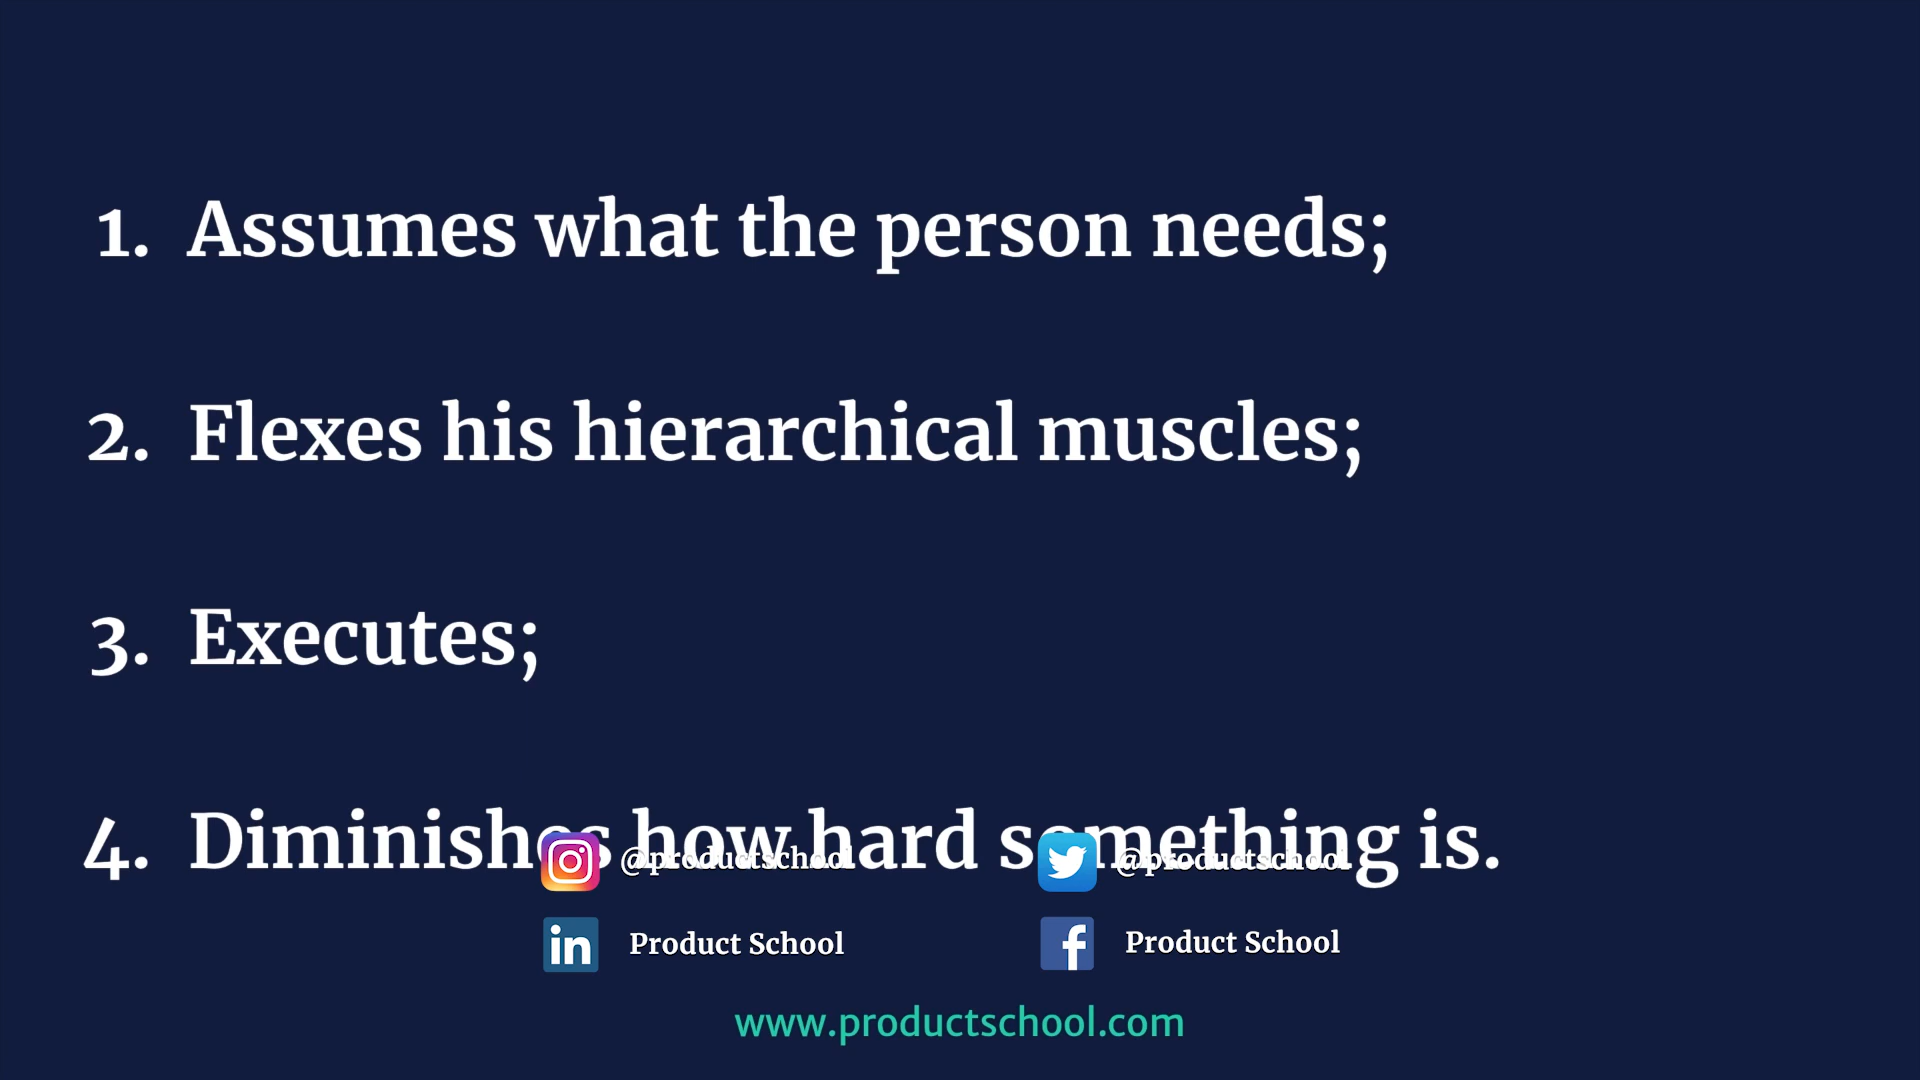 1. Assumes what the person needs;
2. Flexes his hierarchical muscles;
3. Executes;
4. Diminishes how hard something is.
@productschool @productschool
in Product School f Product School
www.productschool.com